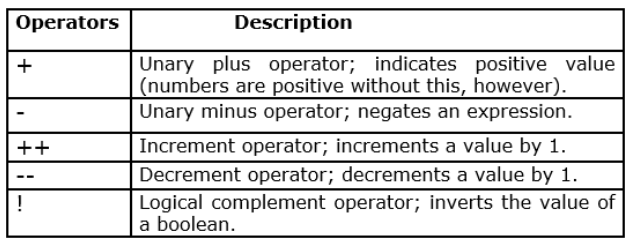 Operators Description
+ Unary plus operator; indicates positive value
(numbers are positive without this, however).
- Unary minus operator; negates an expression.
++ Increment operator; increments a value by 1.
-- Decrement operator; decrements a value by 1.
! Logical complement operator; inverts the value of
a boolean.